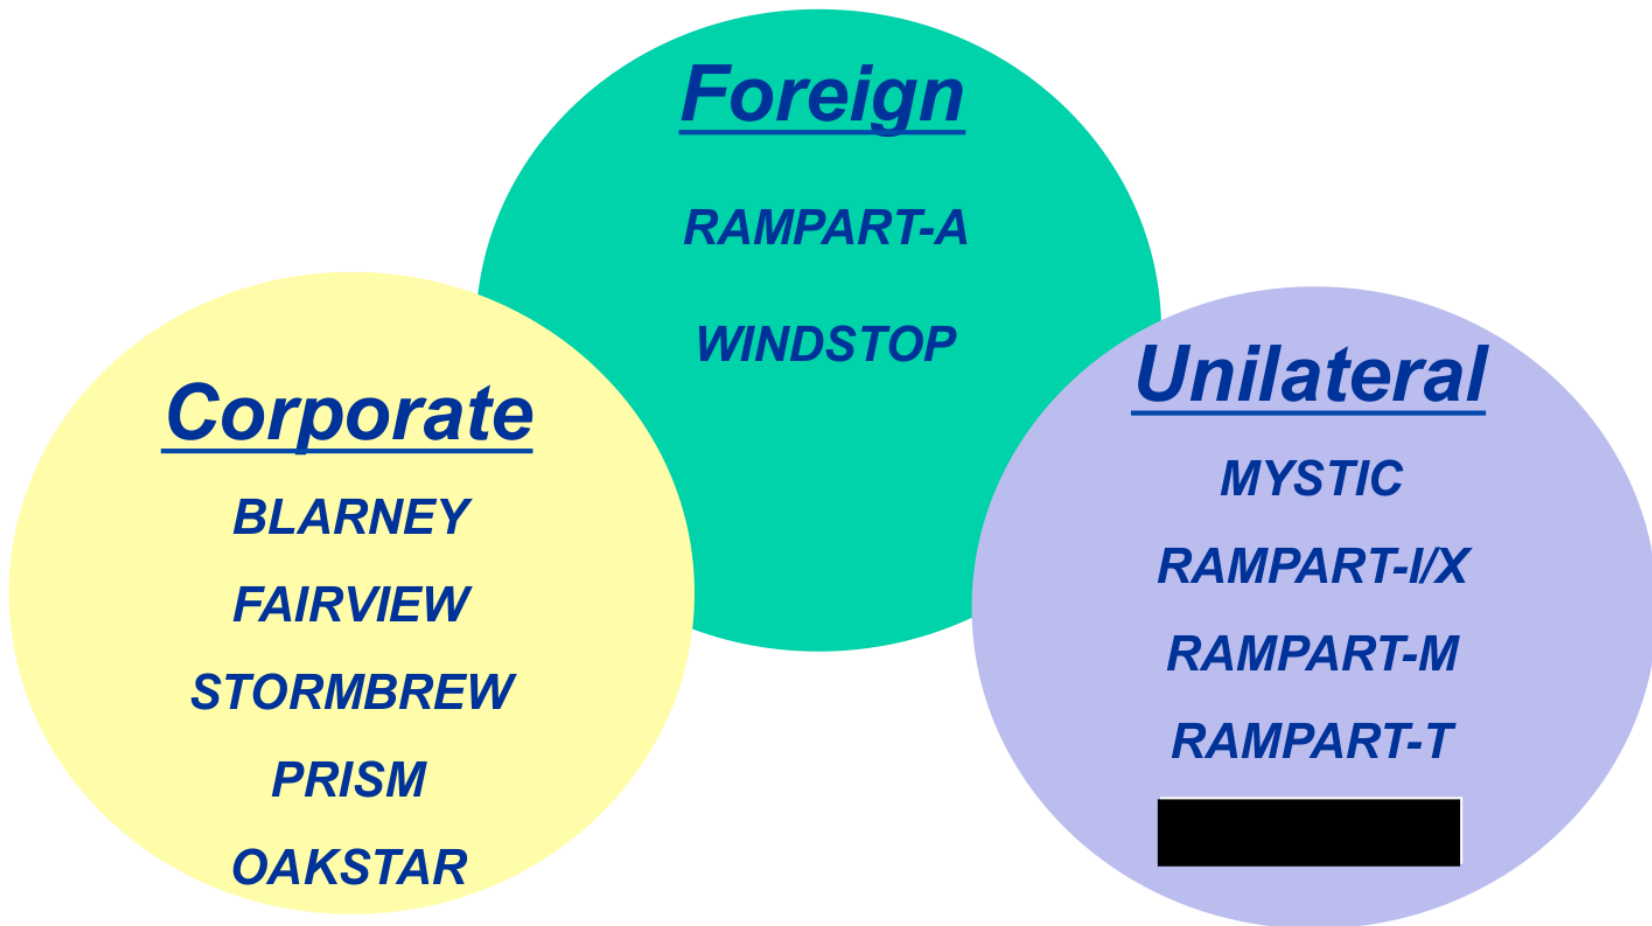 Foreign
RAMPART-A
WINDSTOP
Corporate
BLARNEY
FAIRVIEW
STORMBREW
PRISM
OAKSTAR
Unilateral
MYSTIC
RAMPART-I/X
RAMPART-M
RAMPART-T